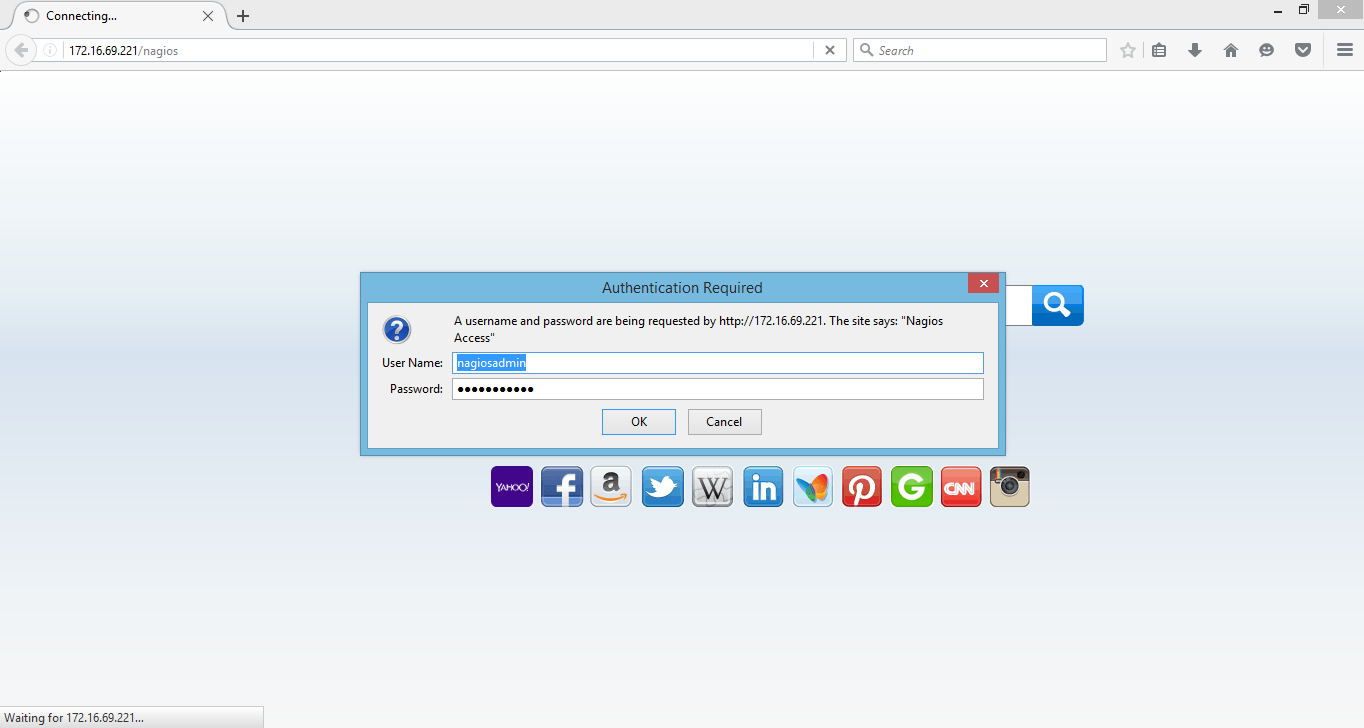 Connecting...
172.16.69.221/nagios
Search
Authentication Required
A username and password are being requested by http://172.16.69.221. The site says: "Nagios
Access"
User Name:
nagiosadmin
Password:
OK
Cancel
YAHOO!
f
a
W
in
P
G
CNN
Waiting for 172.16.69.221...